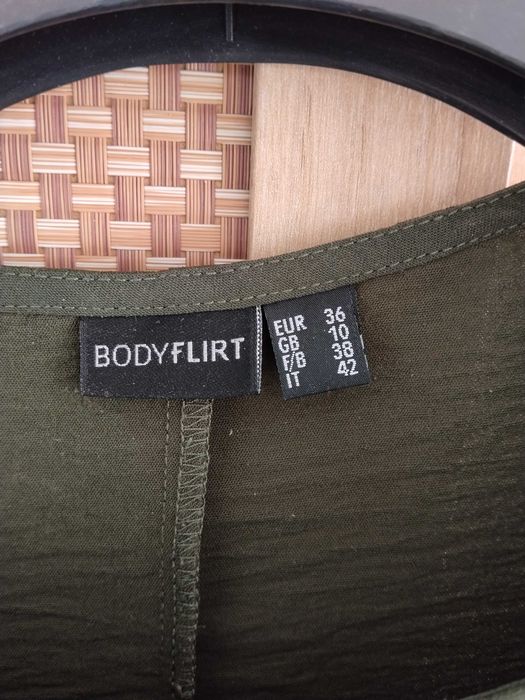 BODYFLIRT
EUR 36
GB 10
F/B 38
IT 42